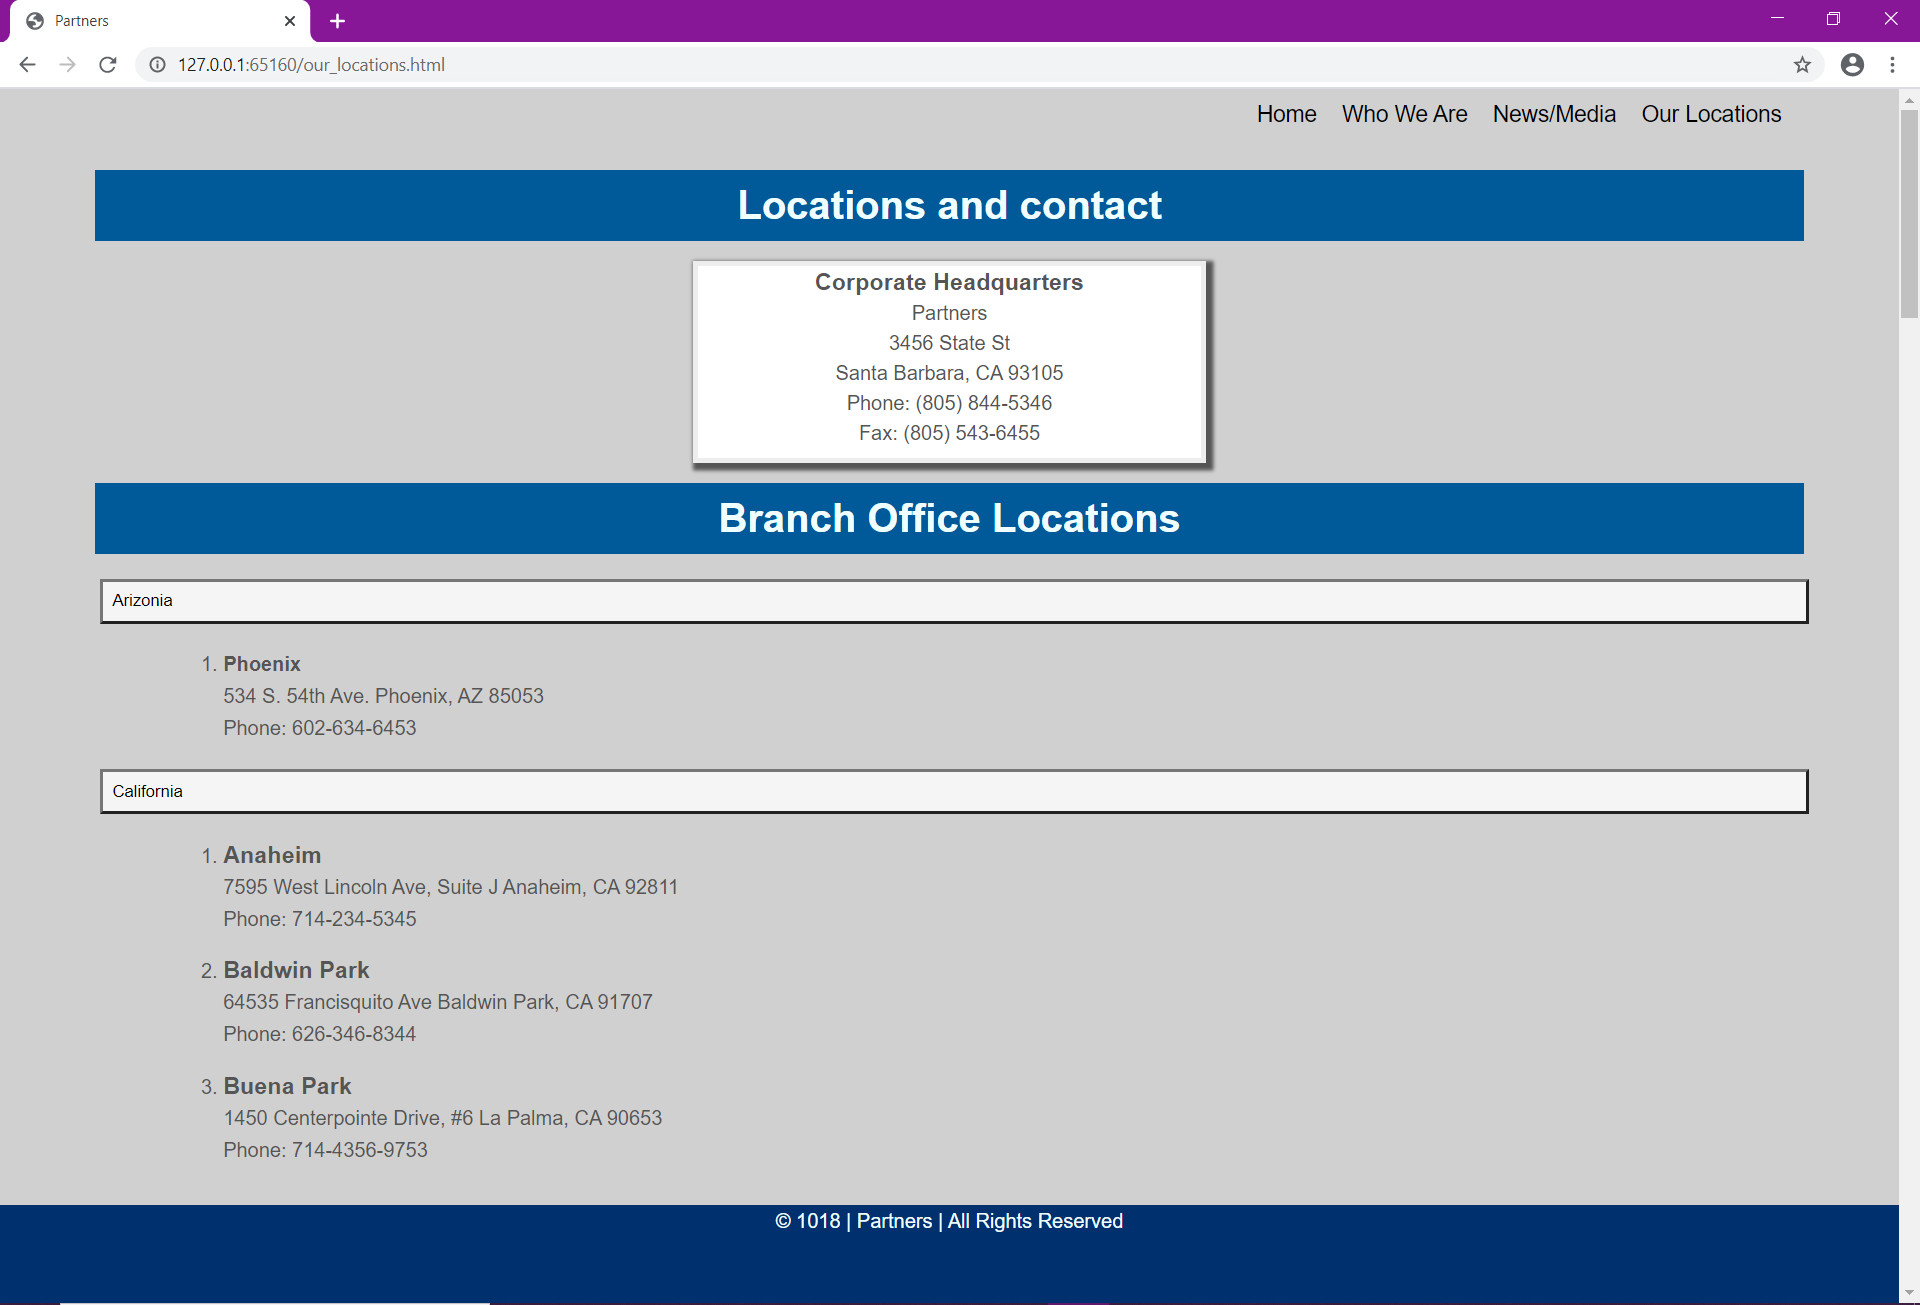 Partners
127.0.0.1:65160/our_locations.html
Home Who We Are News/Media Our Locations
Locations and contact
Corporate Headquarters
Partners
3456 State St
Santa Barbara, CA 93105
Phone: (805) 844-5346
Fax: (805) 543-6455
Branch Office Locations
Arizonia
1. Phoenix
534 S. 54th Ave. Phoenix, AZ 85053
Phone: 602-634-6453
California
1. Anaheim
7595 West Lincoln Ave, Suite J Anaheim, CA 92811
Phone: 714-234-5345
2. Baldwin Park
64535 Francisquito Ave Baldwin Park, CA 91707
Phone: 626-346-8344
3. Buena Park
1450 Centerpointe Drive, #6 La Palma, CA 90653
Phone: 714-4356-9753
© 1018 | Partners | All Rights Reserved